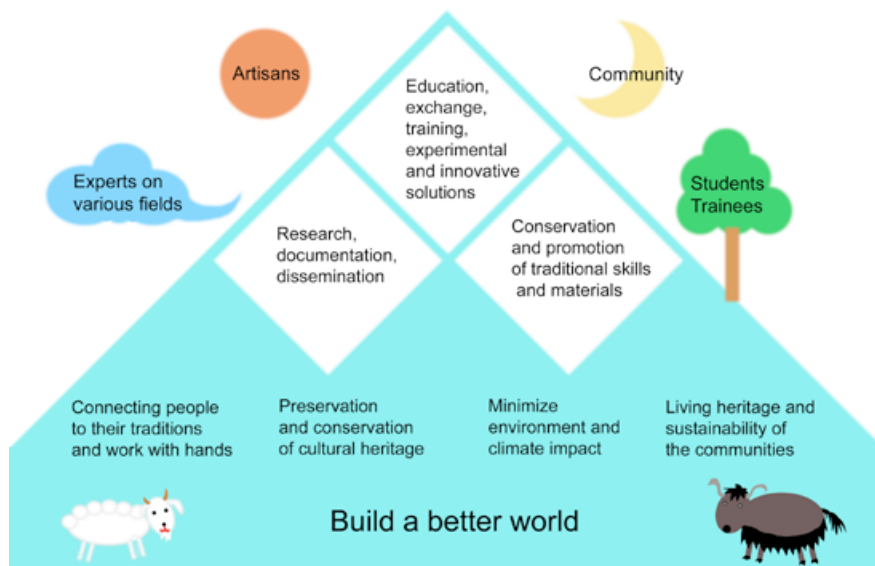 Artisans
Community
Education,
exchange,
training,
experimental
and innovative
solutions
Experts on
various fields
Students
Trainees
Research,
documentation,
dissemination
Conservation
and promotion
of traditional skills
and materials
Connecting people
to their traditions
and work with hands
Preservation
and conservation
of cultural heritage
Minimize
environment and
climate impact
Living heritage and
sustainability of
the communities
Build a better world